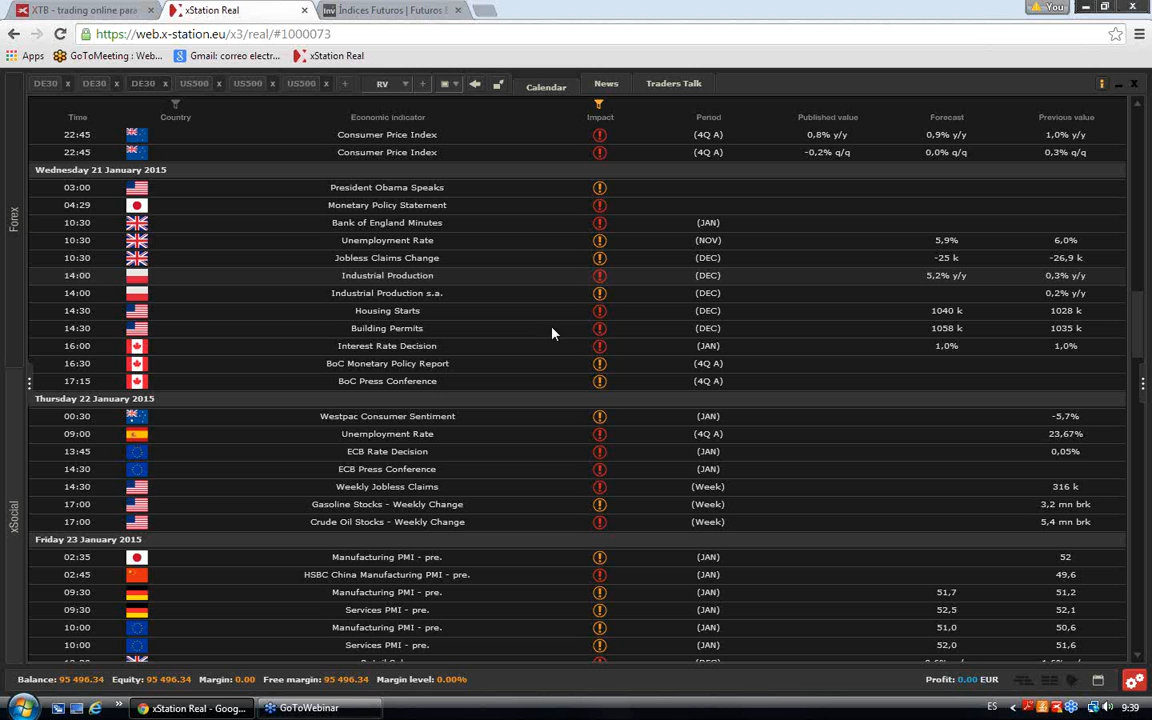 XTB - trading online para
xStation Real
Índices Futuros | Futuros
You
https://web.x-station.eu/x3/real/#1000073
Apps GoToMeeting : Web... Gmail: correo electr... xStation Real
DE30 DE30 DE30 US500 US500 US500 RV Calendar News Traders Talk
Time Country Economic indicator Impact Period Published value Forecast Previous value
22:45 Consumer Price Index (4Q A) 0,8% y/y 0,9% y/y 1,0% y/y
22:45 Consumer Price Index (4Q A) -0,2% q/q 0,0% q/q 0,3% q/q
Wednesday 21 January 2015
03:00 President Obama Speaks
04:29 Monetary Policy Statement
10:30 Bank of England Minutes (JAN)
10:30 Unemployment Rate (NOV) 5,9% 6,0%
10:30 Jobless Claims Change (DEC) -25 k -26,9 k
14:00 Industrial Production (DEC) 5,2% y/y 0,3% y/y
14:00 Industrial Production s.a. (DEC) 0,2% y/y
14:30 Housing Starts (DEC) 1040 k 1028 k
14:30 Building Permits (DEC) 1058 k 1035 k
16:00 Interest Rate Decision (JAN) 1,0% 1,0%
16:30 BoC Monetary Policy Report (4Q A)
17:15 BoC Press Conference (4Q A)
Thursday 22 January 2015
00:30 Westpac Consumer Sentiment (JAN) -5,7%
09:00 Unemployment Rate (4Q A) 23,67%
13:45 ECB Rate Decision (JAN) 0,05%
14:30 ECB Press Conference (JAN)
14:30 Weekly Jobless Claims (Week) 316 k
17:00 Gasoline Stocks - Weekly Change (Week) 3,2 mn brk
17:00 Crude Oil Stocks - Weekly Change (Week) 5,4 mn brk
Friday 23 January 2015
02:35 Manufacturing PMI - pre. (JAN) 52
02:45 HSBC China Manufacturing PMI - pre. (JAN) 49,6
09:30 Manufacturing PMI - pre. (JAN) 51,7 51,2
09:30 Services PMI - pre. (JAN) 52,5 52,1
10:00 Manufacturing PMI - pre. (JAN) 51,0 50,6
10:00 Services PMI - pre. (JAN) 52,0 51,6
Forex
xSocial
Balance: 95 496.34 Equity: 95 496.34 Margin: 0.00 Free margin: 95 496.34 Margin level: 0.00% Profit: 0.00 EUR
xStation Real - Goog... GoToWebinar ES 9:39